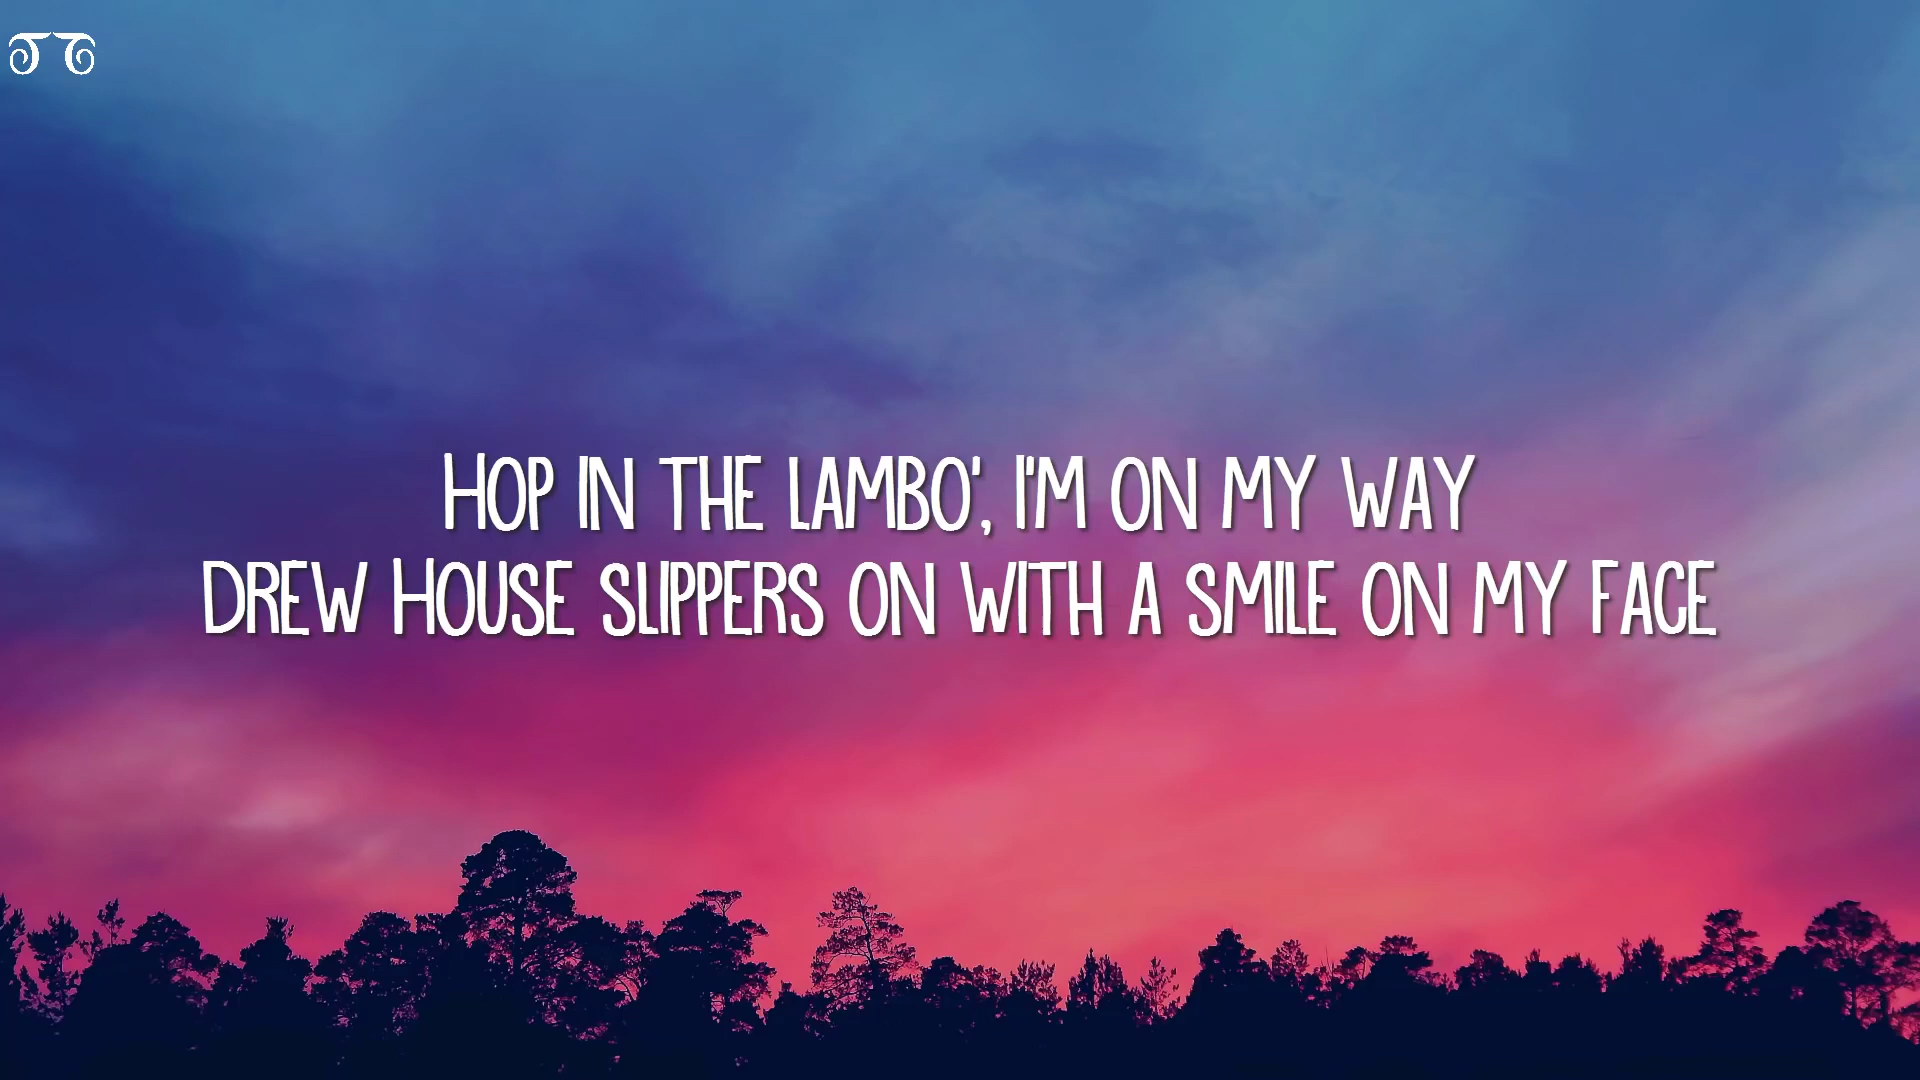 HOP IN THE LAMBO', I'M ON MY WAY
DREW HOUSE SLIPPERS ON WITH A SMILE ON MY FACE